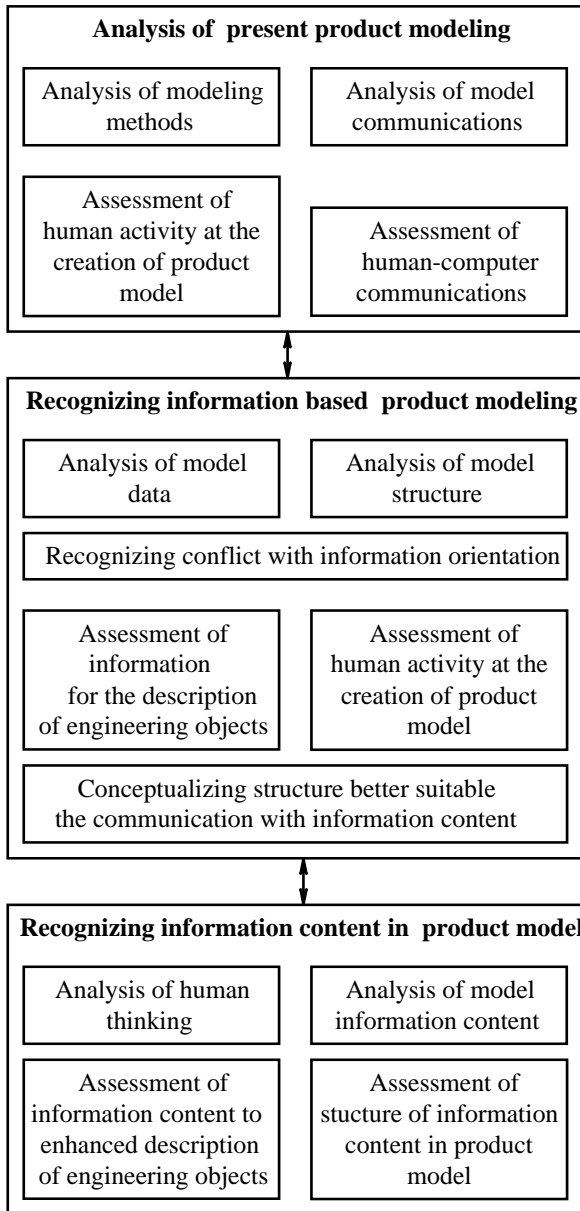 Analysis of present product modeling
Analysis of modeling
methods
Analysis of model
communications
Assessment of
human activity at the
creation of product
model
Assessment of
human-computer
communications
Recognizing information based product modeling
Analysis of model
data
Analysis of model
structure
Recognizing conflict with information orientation
Assessment of
information
for the description
of engineering objects
Assessment of
human activity at the
creation of product
model
Conceptualizing structure better suitable
the communication with information content
Recognizing information content in product model
Analysis of human
thinking
Analysis of model
information content
Assessment of
information content to
enhanced description
of engineering objects
Assessment of
stucture of information
content in product
model